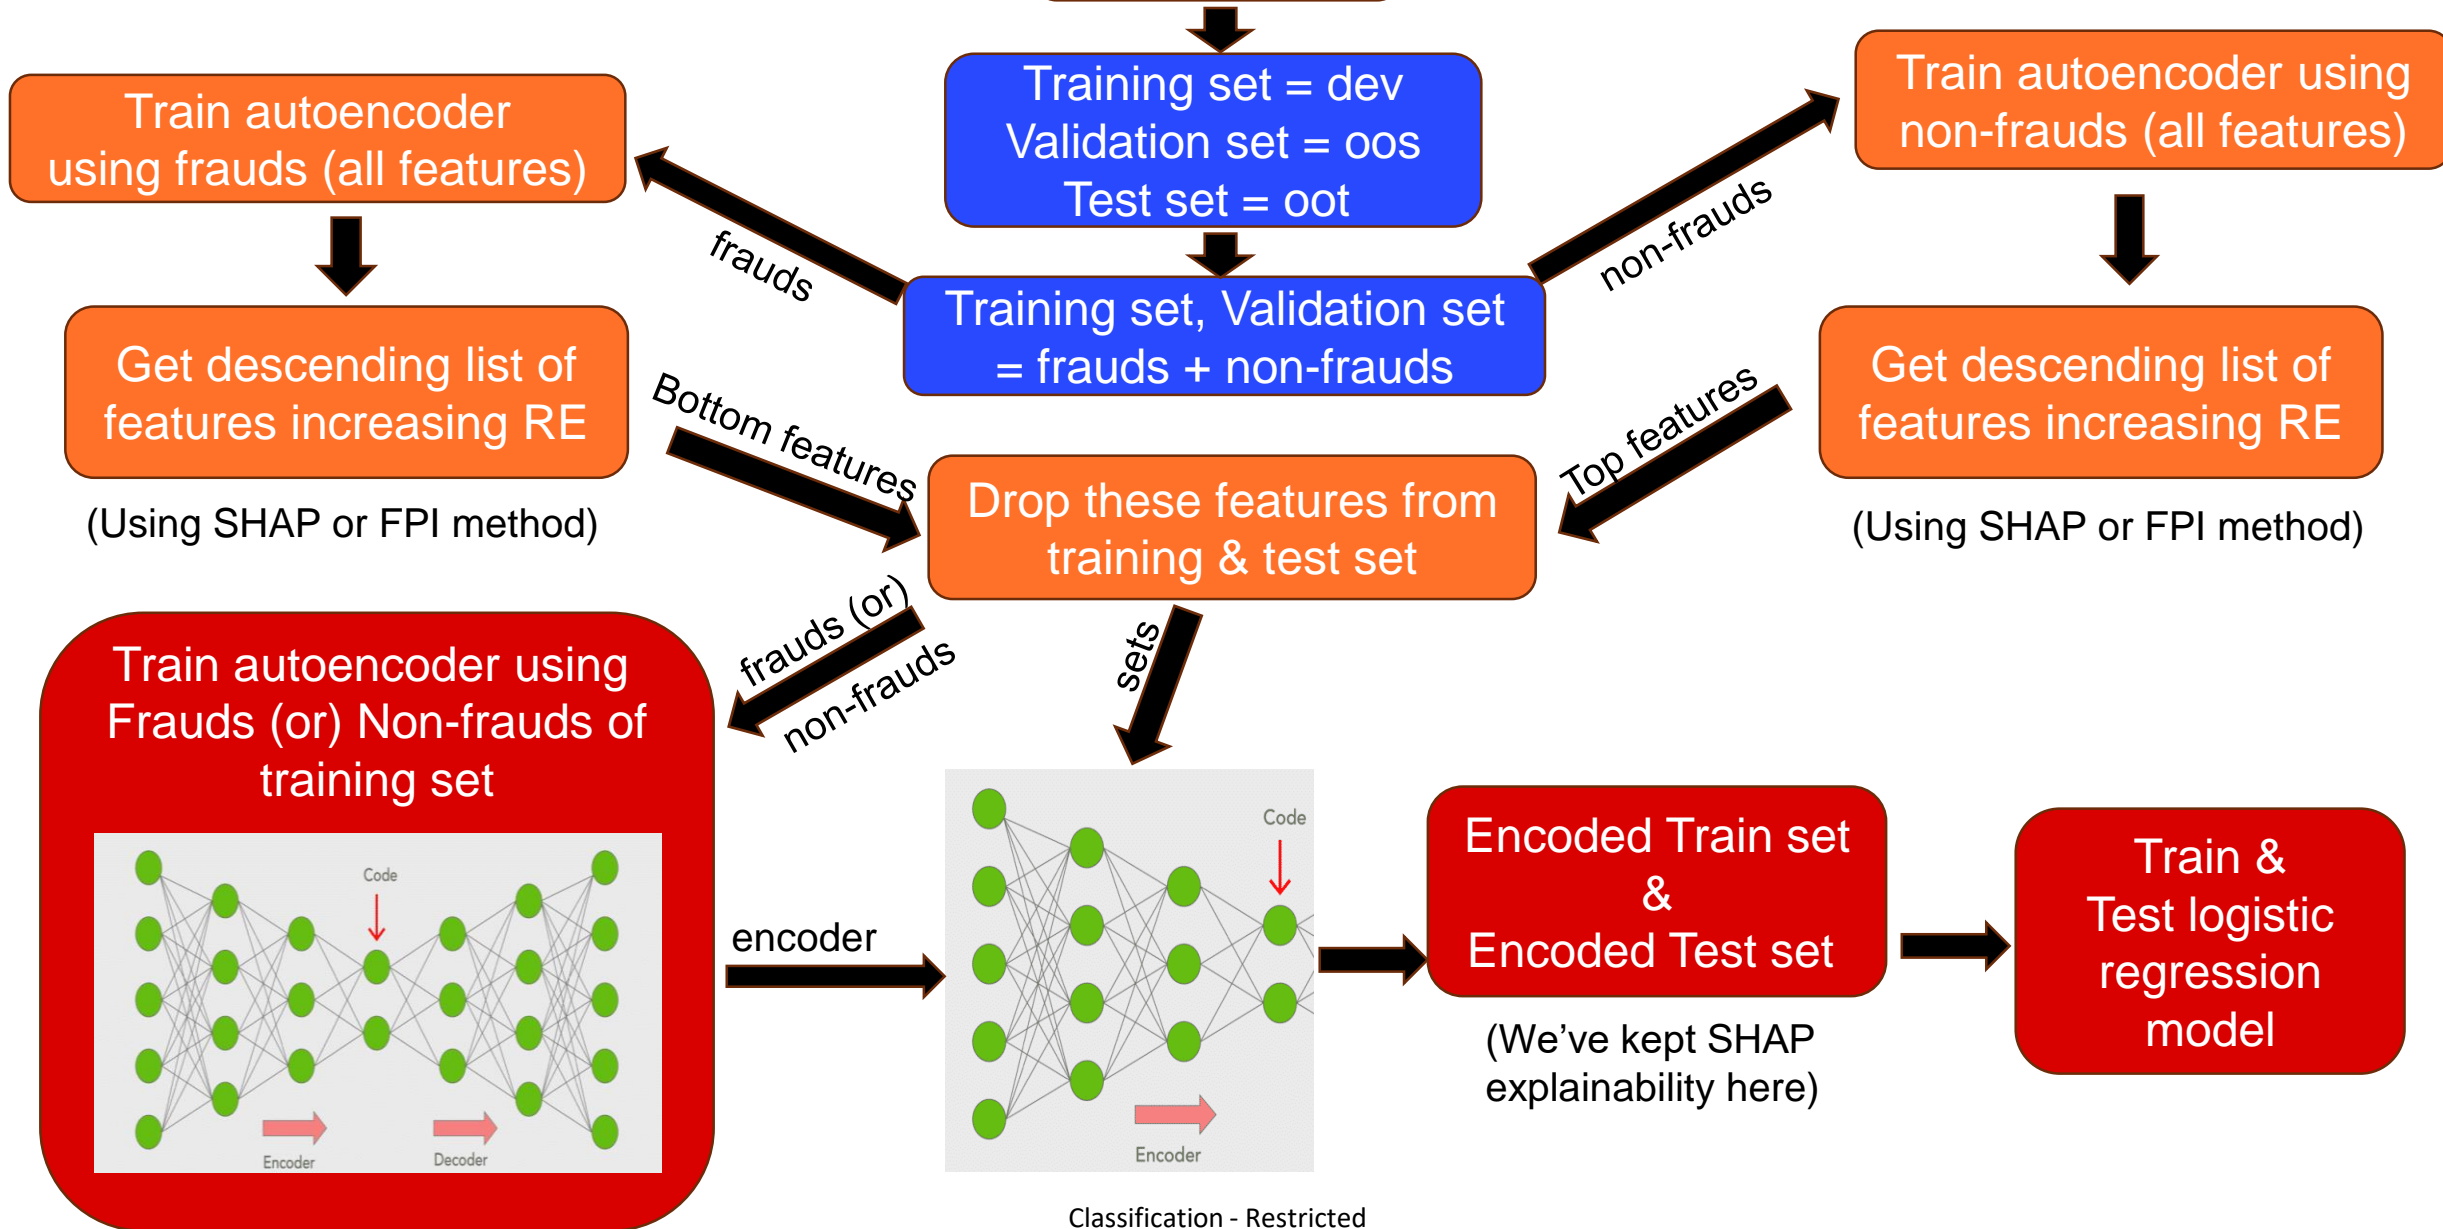 Training set = dev
Validation set = oos
Test set = oot
Train autoencoder
using frauds (all features)
Train autoencoder using
non-frauds (all features)
frauds
non-frauds
Training set, Validation set
= frauds + non-frauds
Get descending list of
features increasing RE
(Using SHAP or FPI method)
Get descending list of
features increasing RE
(Using SHAP or FPI method)
Bottom features
Top features
Drop these features from
training & test set
frauds (or)
non-frauds
sets
Train autoencoder using
Frauds (or) Non-frauds of
training set
Code
Encoder
Decoder
encoder
Code
Encoder
Encoded Train set
&
Encoded Test set
(We’ve kept SHAP
explainability here)
Train &
Test logistic
regression
model
Classification - Restricted